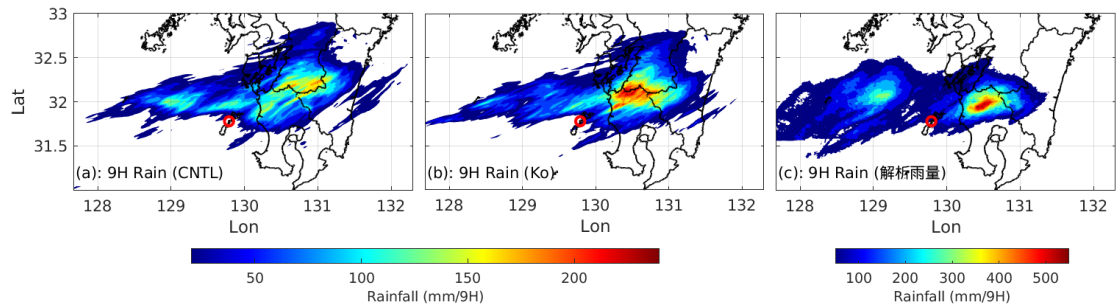 33
32.5
32
31.5
Lat
(a): 9H Rain (CNTL)
128 129 130 131 132
Lon
(b): 9H Rain (Ko)
128 129 130 131 132
Lon
(c): 9H Rain (解析雨量)
128 129 130 131 132
Lon
50 100 150 200
Rainfall (mm/9H)
100 200 300 400 500
Rainfall (mm/9H)